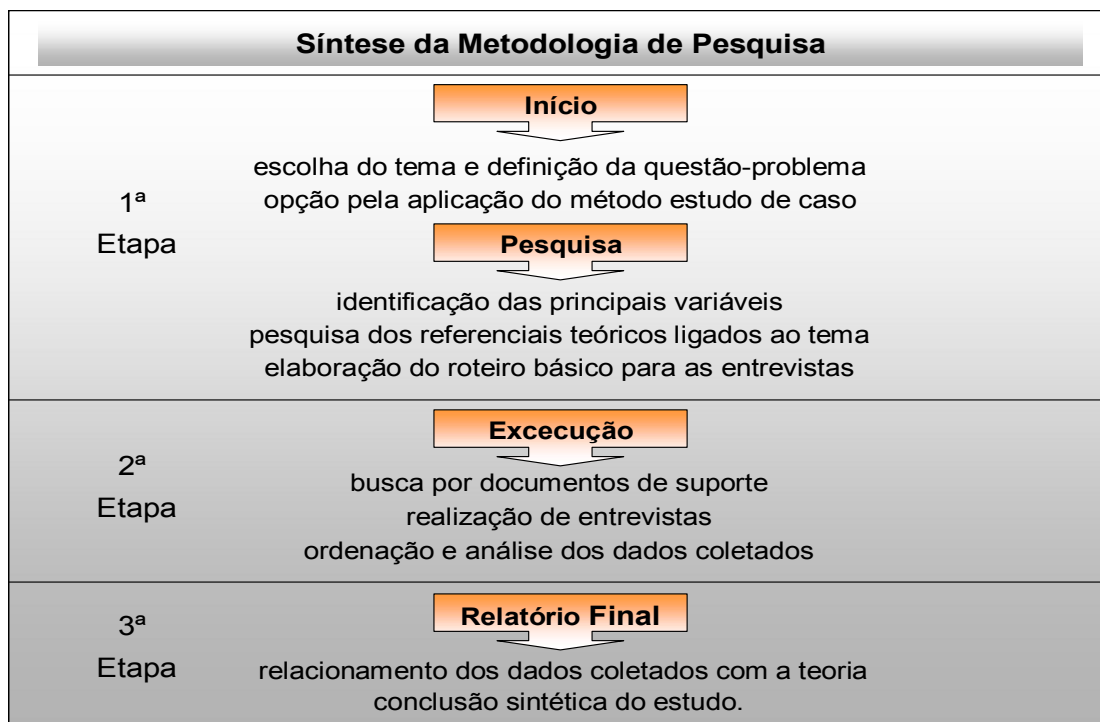 Síntese da Metodologia de Pesquisa
Início
escolha do tema e definição da questão-problema
opção pela aplicação do método estudo de caso
1ª
Etapa
Pesquisa
identificação das principais variáveis
pesquisa dos referenciais teóricos ligados ao tema
elaboração do roteiro básico para as entrevistas
Excecução
2ª
Etapa
busca por documentos de suporte
realização de entrevistas
ordenação e análise dos dados coletados
Relatório Final
3ª
Etapa
relacionamento dos dados coletados com a teoria
conclusão sintética do estudo.